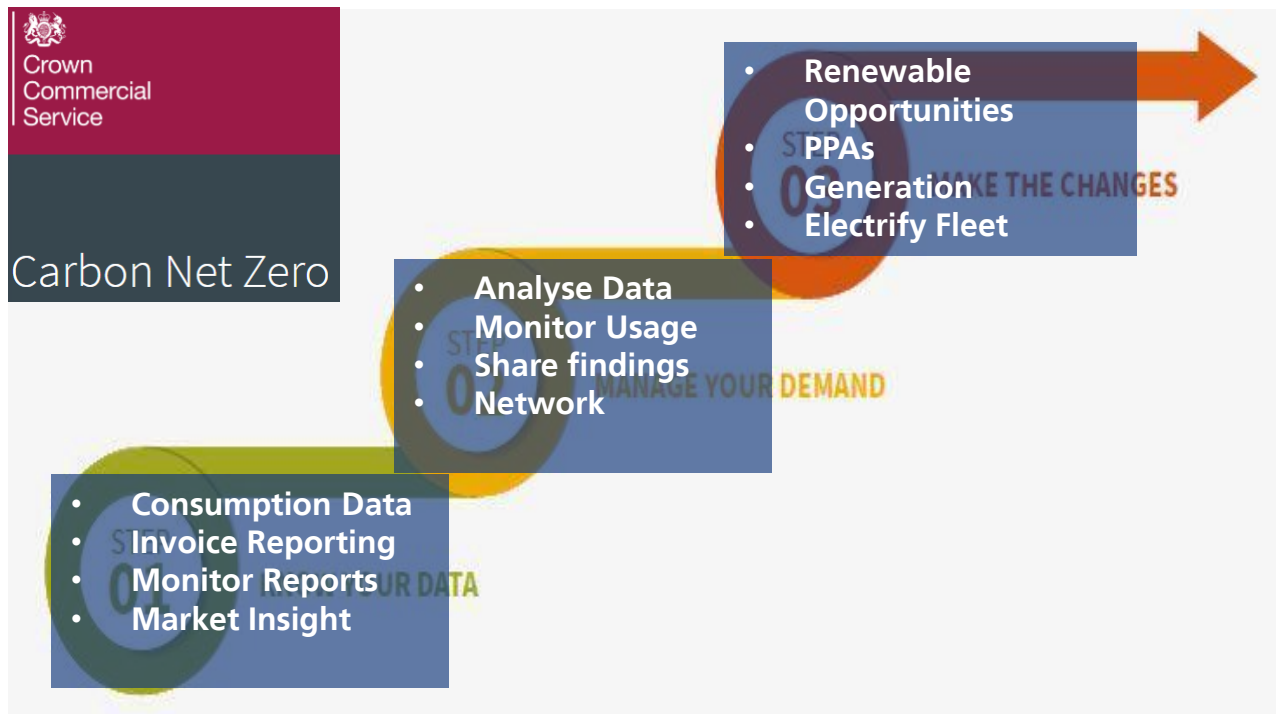 Crown
Commercial
Service
Carbon Net Zero
• Renewable
Opportunities
• PPAs
• Generation
• Electrify Fleet
STEP
03
MAKE THE CHANGES
• Analyse Data
• Monitor Usage
• Share findings
• Network
STEP
02
MANAGE YOUR DEMAND
• Consumption Data
• Invoice Reporting
• Monitor Reports
• Market Insight
STEP
01
KNOW YOUR DATA